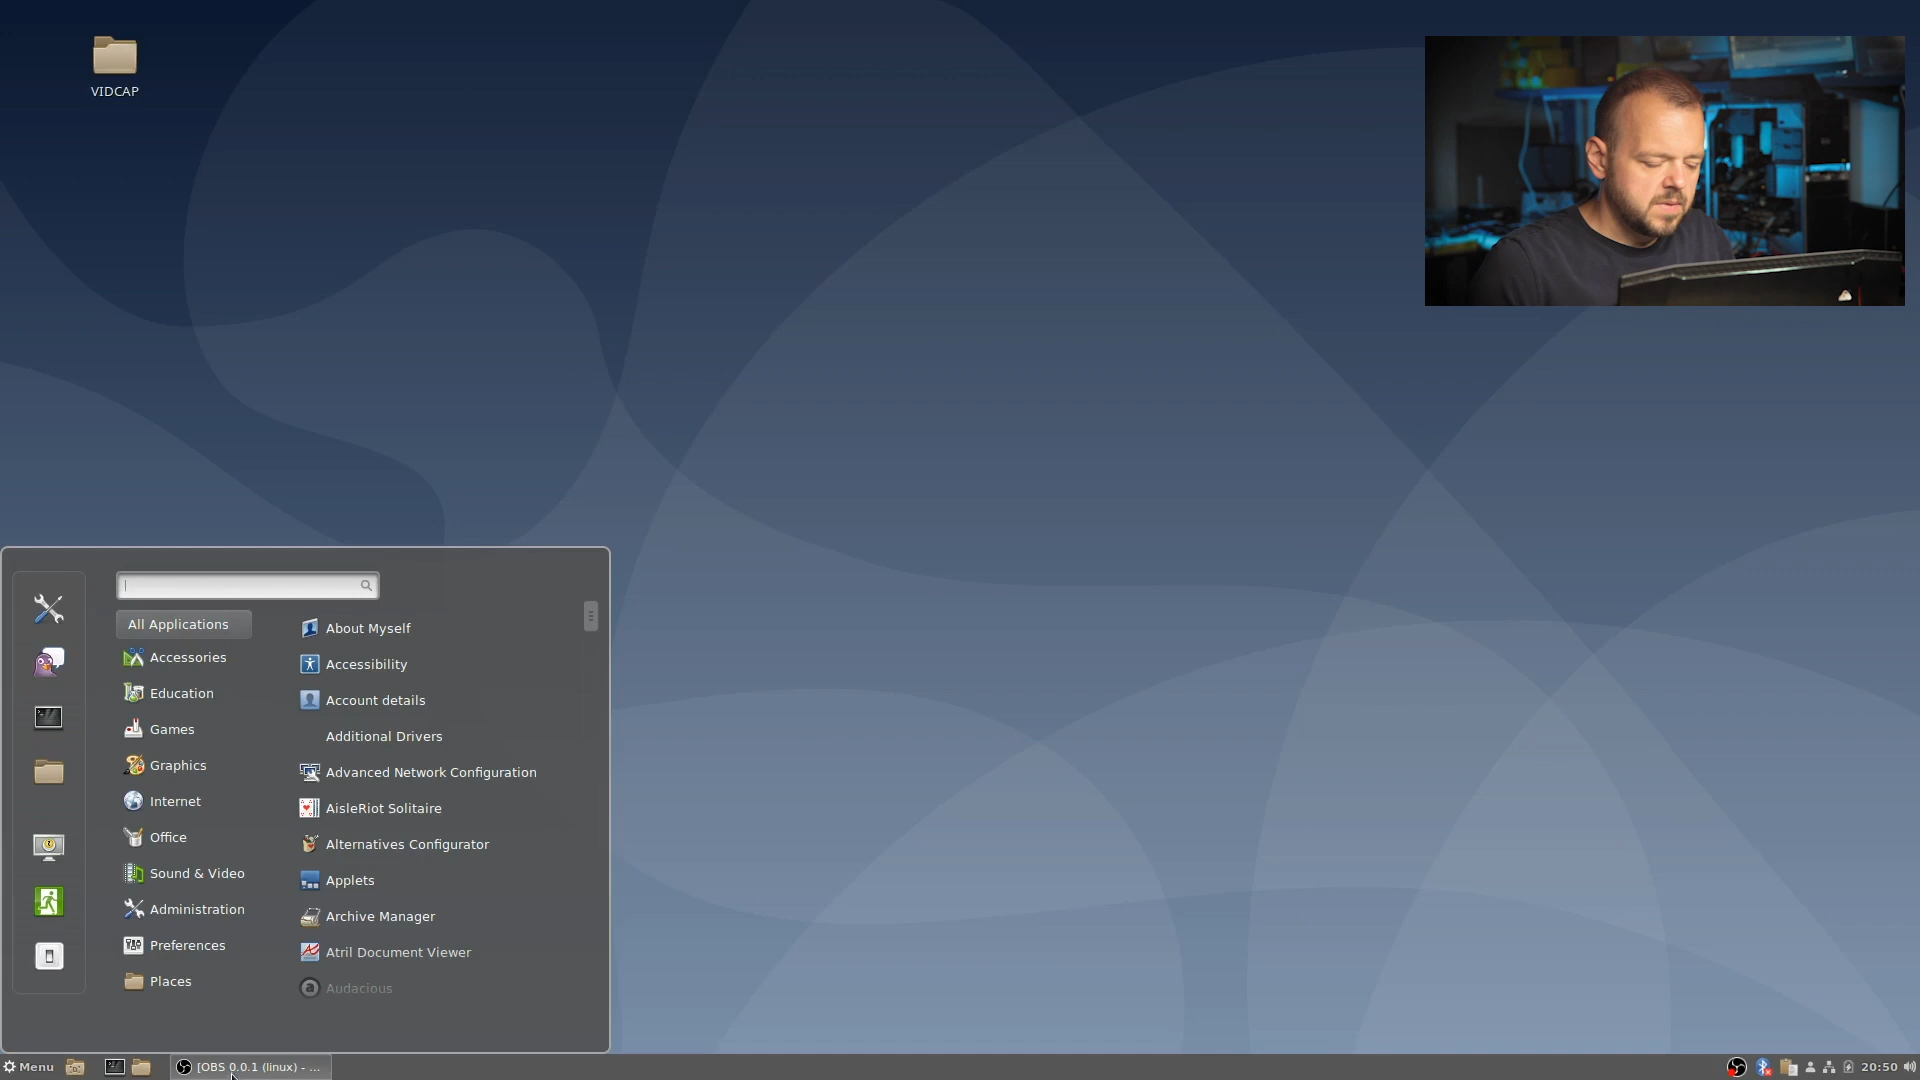 VIDCAP
All Applications
Accessories
Education
Games
Graphics
Internet
Office
Sound & Video
Administration
Preferences
Places
About Myself
Accessibility
Account details
Additional Drivers
Advanced Network Configuration
AisleRiot Solitaire
Alternatives Configurator
Applets
Archive Manager
Atril Document Viewer
Audacious
Menu
[OBS 0.0.1 (linux) - ...
20:50